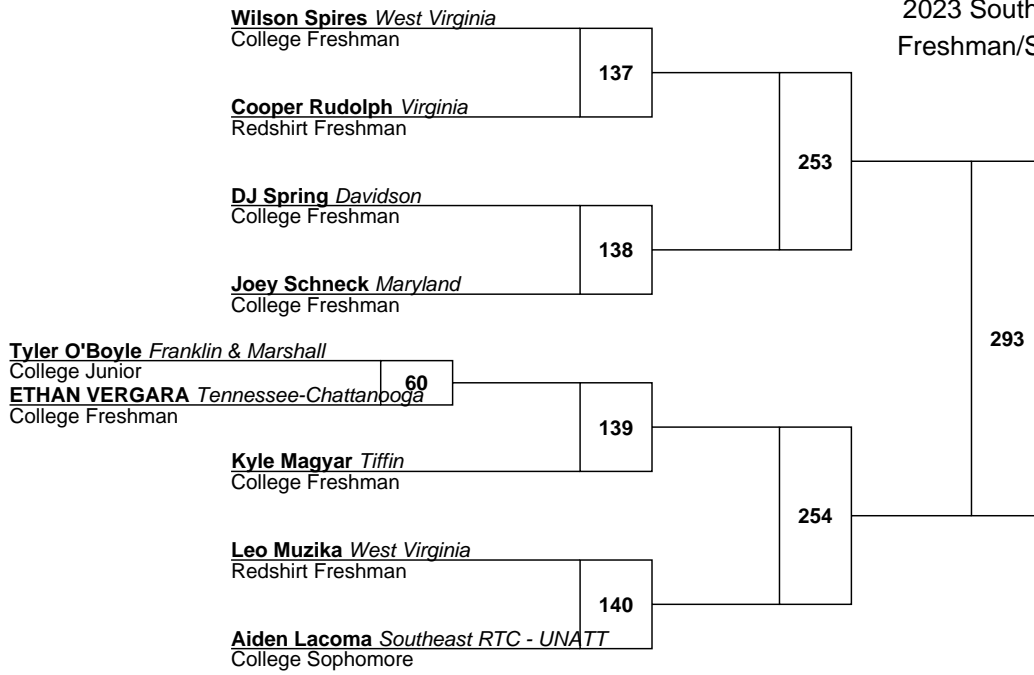 2023 South
Freshman/S
Wilson Spires West Virginia
College Freshman
137
Cooper Rudolph Virginia
Redshirt Freshman
253
DJ Spring Davidson
College Freshman
138
Joey Schneck Maryland
College Freshman
293
Tyler O'Boyle Franklin & Marshall
College Junior
60
ETHAN VERGARA Tennessee-Chattanooga
College Freshman
139
Kyle Magyar Tiffin
College Freshman
254
Leo Muzika West Virginia
Redshirt Freshman
140
Aiden Lacoma Southeast RTC - UNATT
College Sophomore